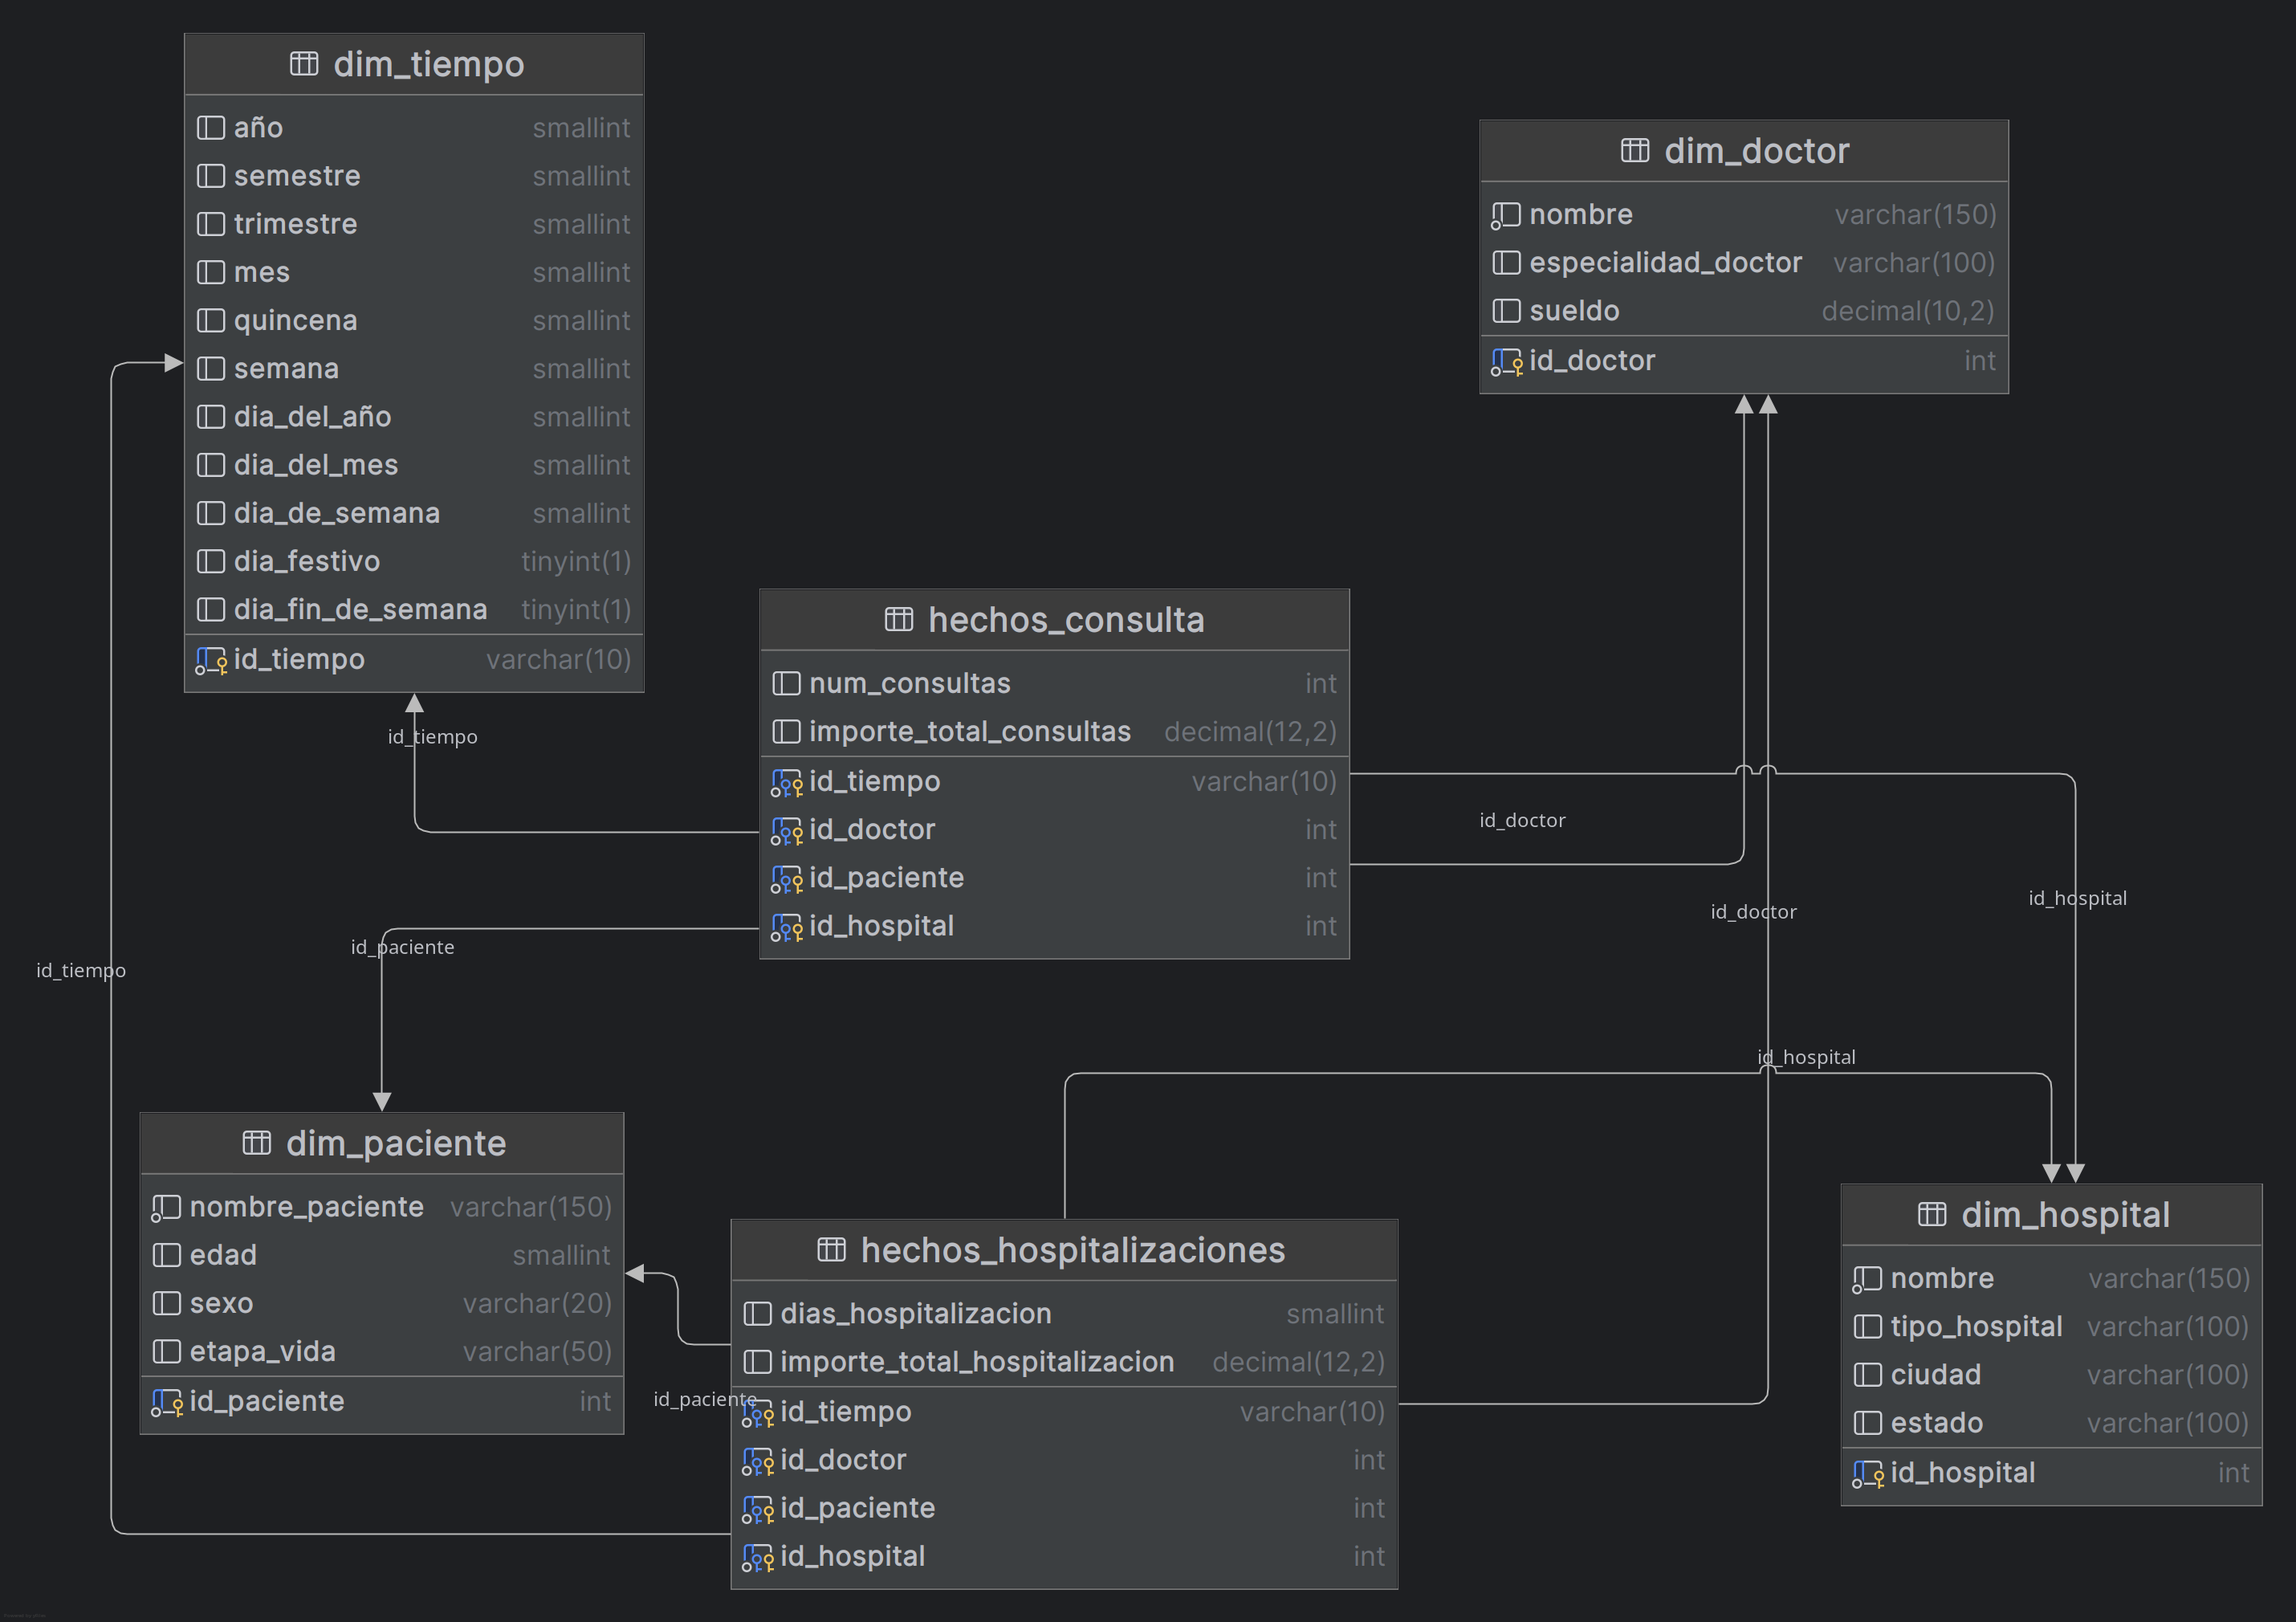 dim_tiempo
año smallint
semestre smallint
trimestre smallint
mes smallint
quincena smallint
semana smallint
dia_del_año smallint
dia_del_mes smallint
dia_de_semana smallint
dia_festivo tinyint(1)
dia_fin_de_semana tinyint(1)
id_tiempo varchar(10)
dim_doctor
nombre varchar(150)
especialidad_doctor varchar(100)
sueldo decimal(10,2)
id_doctor int
hechos_consulta
num_consultas int
importe_total_consultas decimal(12,2)
id_tiempo varchar(10)
id_doctor int
id_paciente int
id_hospital int
id_tiempo
id_doctor
id_hospital
id_doctor
id_paciente
id_tiempo
id_hospital
dim_paciente
nombre_paciente varchar(150)
edad smallint
sexo varchar(20)
etapa_vida varchar(50)
id_paciente int
id_paciente
hechos_hospitalizaciones
dias_hospitalizacion smallint
importe_total_hospitalizacion decimal(12,2)
id_tiempo varchar(10)
id_doctor int
id_paciente int
id_hospital int
dim_hospital
nombre varchar(150)
tipo_hospital varchar(100)
ciudad varchar(100)
estado varchar(100)
id_hospital int